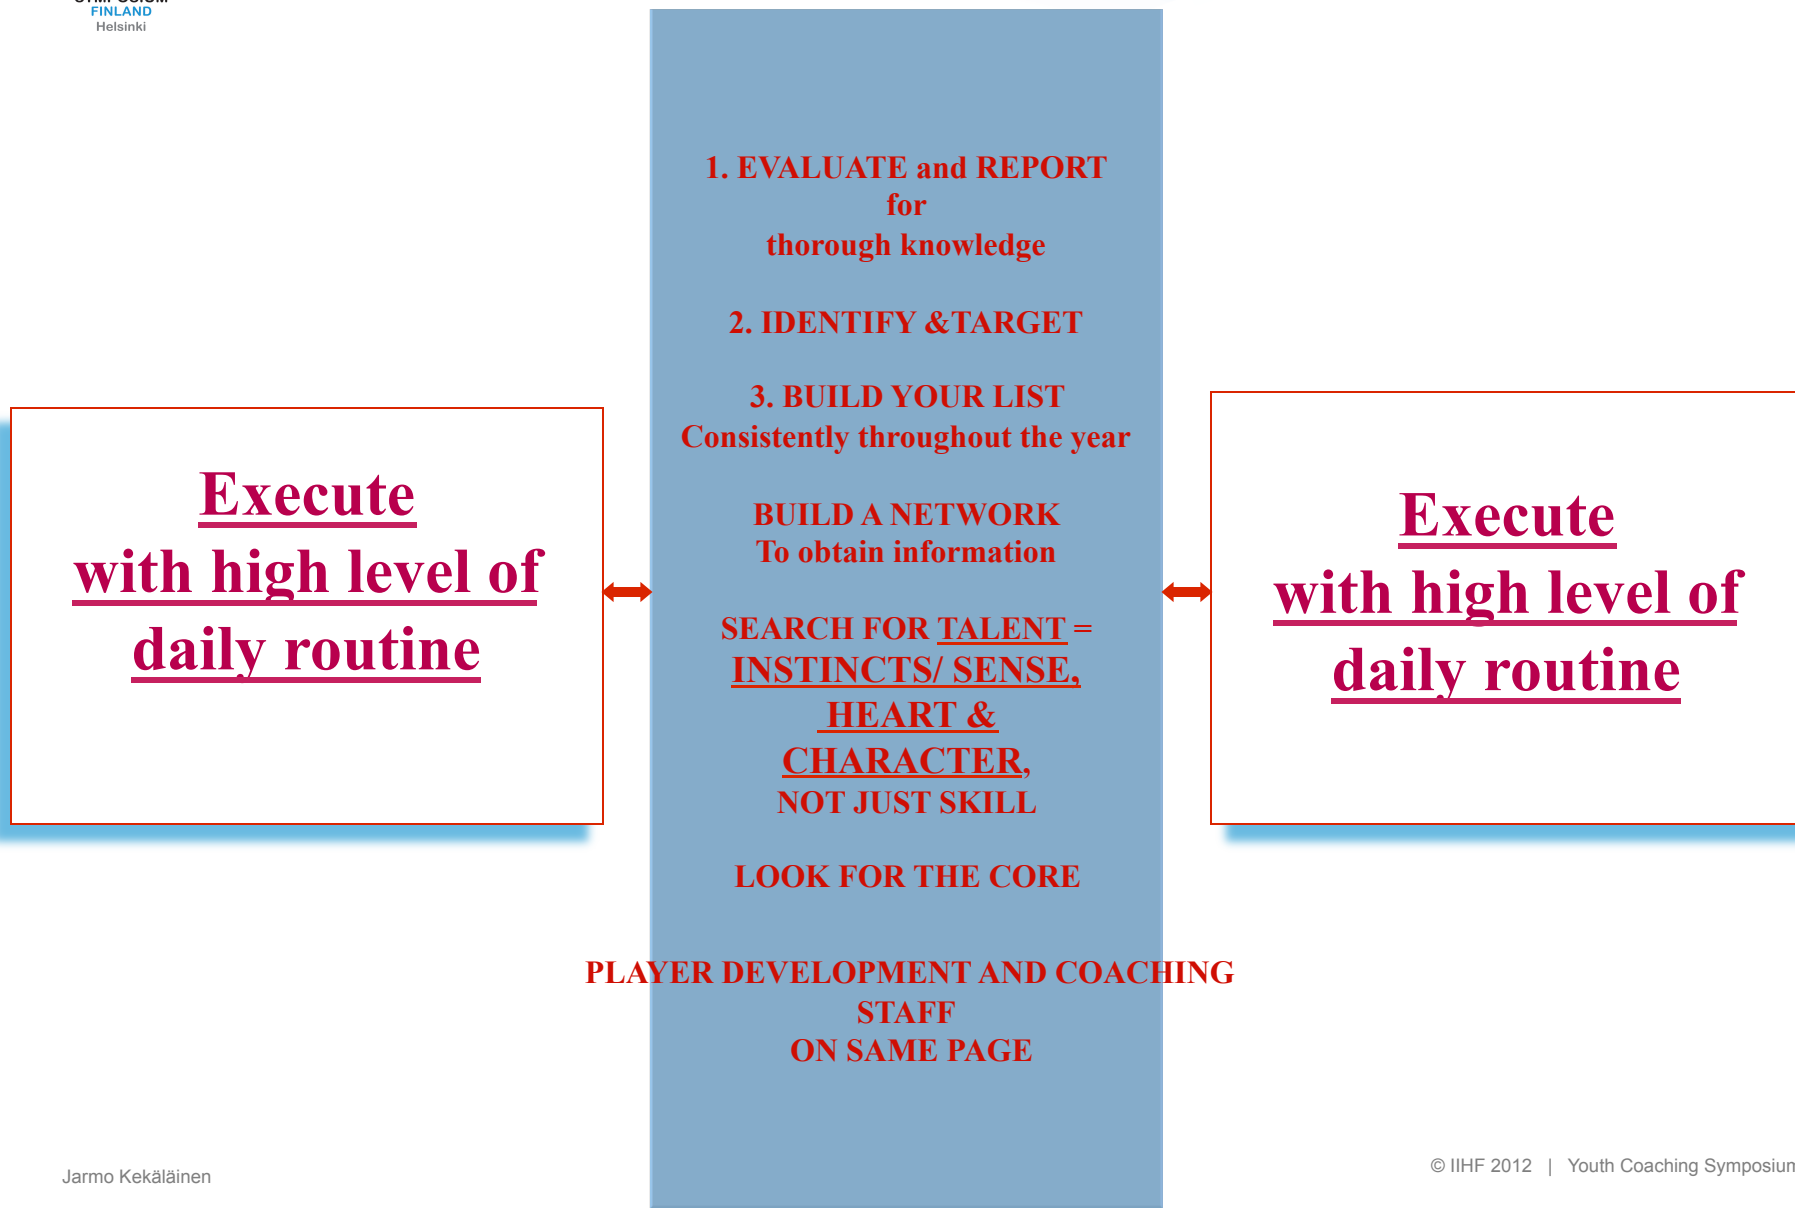 SYMPOSIUM
FINLAND
Helsinki
1. EVALUATE and REPORT
for
thorough knowledge
2. IDENTIFY &TARGET
3. BUILD YOUR LIST
Consistently throughout the year
BUILD A NETWORK
To obtain information
SEARCH FOR TALENT =
INSTINCTS/ SENSE,
HEART &
CHARACTER,
NOT JUST SKILL
LOOK FOR THE CORE
PLAYER DEVELOPMENT AND COACHING
STAFF
ON SAME PAGE
Execute
with high level of
daily routine
Execute
with high level of
daily routine
Jarmo Kekäläinen
© IIHF 2012 | Youth Coaching Symposium